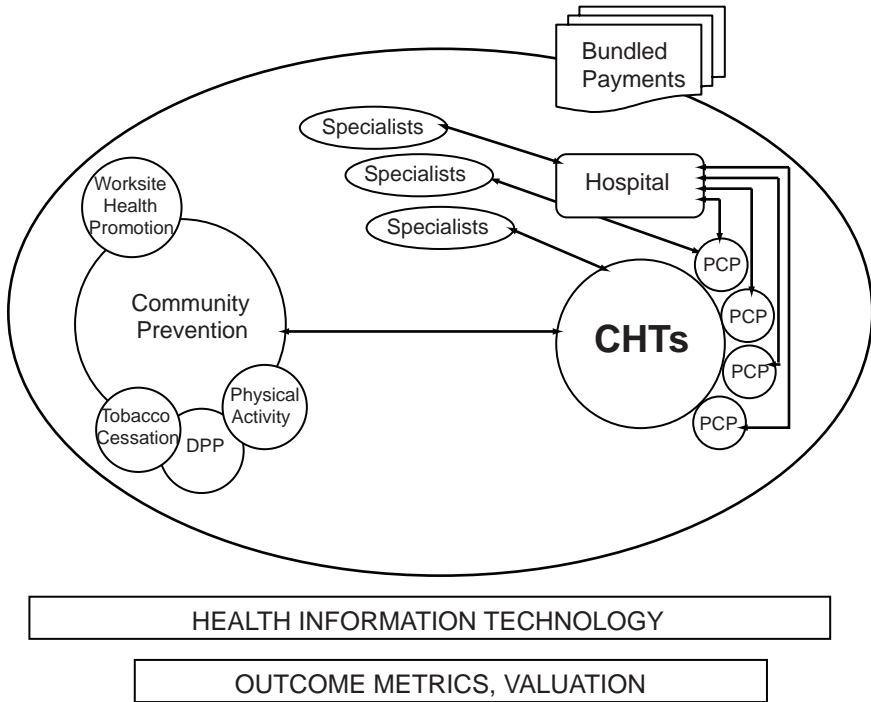 Bundled
Payments
Specialists
Specialists
Hospital
Specialists
Worksite
Health
Promotion
PCP
Community
Prevention
PCP
CHTs
PCP
Physical
Activity
Tobacco
Cessation
DPP
PCP
HEALTH INFORMATION TECHNOLOGY
OUTCOME METRICS, VALUATION